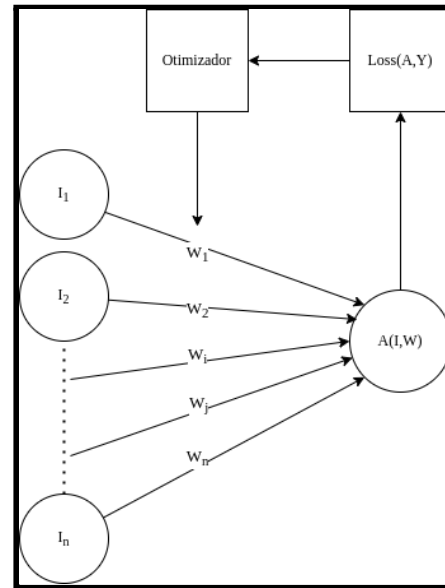 Otimizador
Loss(A,Y)
I₁
W₁
I₂
W₂
A(I,W)
Wᵢ
Wⱼ
Wₙ
Iₙ